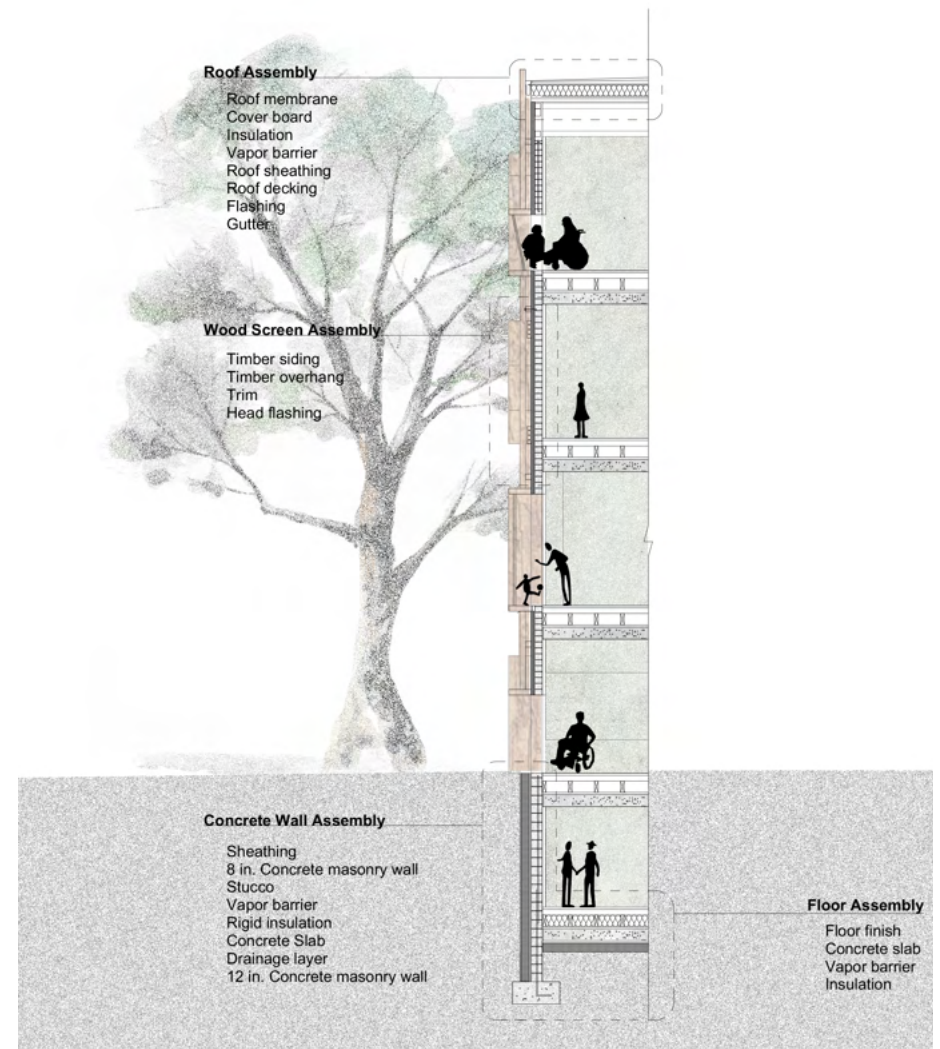 Roof Assembly
Roof membrane
Cover board
Insulation
Vapor barrier
Roof sheathing
Roof decking
Flashing
Gutter
Wood Screen Assembly
Timber siding
Timber overhang
Trim
Head flashing
Concrete Wall Assembly
Sheathing
8 in. Concrete masonry wall
Stucco
Vapor barrier
Rigid insulation
Concrete Slab
Drainage layer
12 in. Concrete masonry wall
Floor Assembly
Floor finish
Concrete slab
Vapor barrier
Insulation